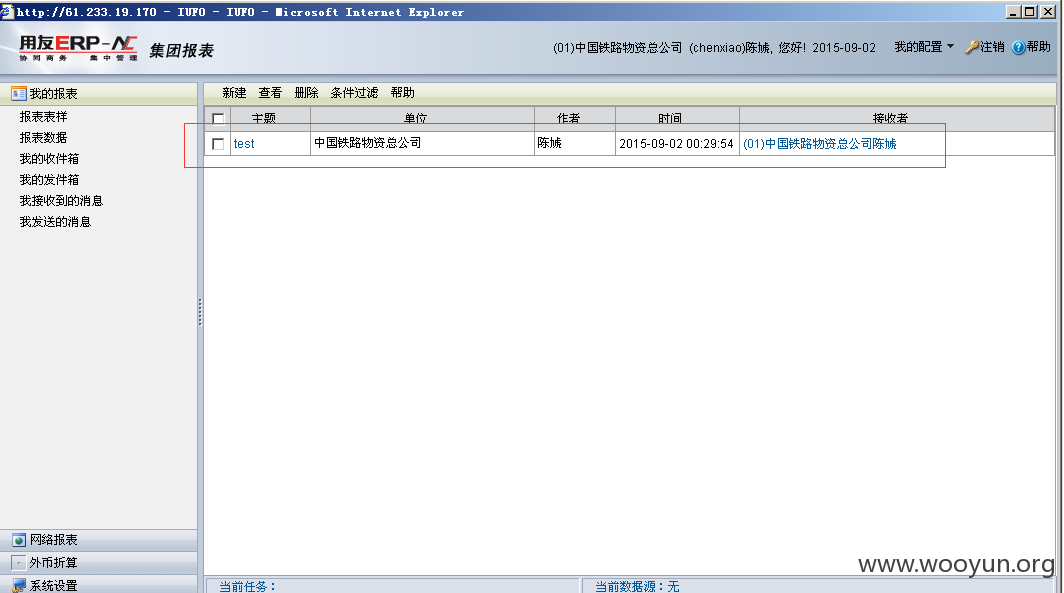 http://61.233.19.170 - IUFO - IUFO - Microsoft Internet Explorer
用友ERP-NC 集团报表
协同商务 集中管理
(01)中国铁路物资总公司 (chenxiao)陈娀, 您好! 2015-09-02 我的配置 注销 帮助
我的报表
报表表样
报表数据
我的收件箱
我的发件箱
我接收到的消息
我发送的消息
新建 查看 删除 条件过滤 帮助
主题 单位 作者 时间 接收者
test 中国铁路物资总公司 陈娀 2015-09-02 00:29:54 (01)中国铁路物资总公司陈娀
网络报表
外币折算
系统设置
当前任务： 当前数据源：无
www.wooyun.org